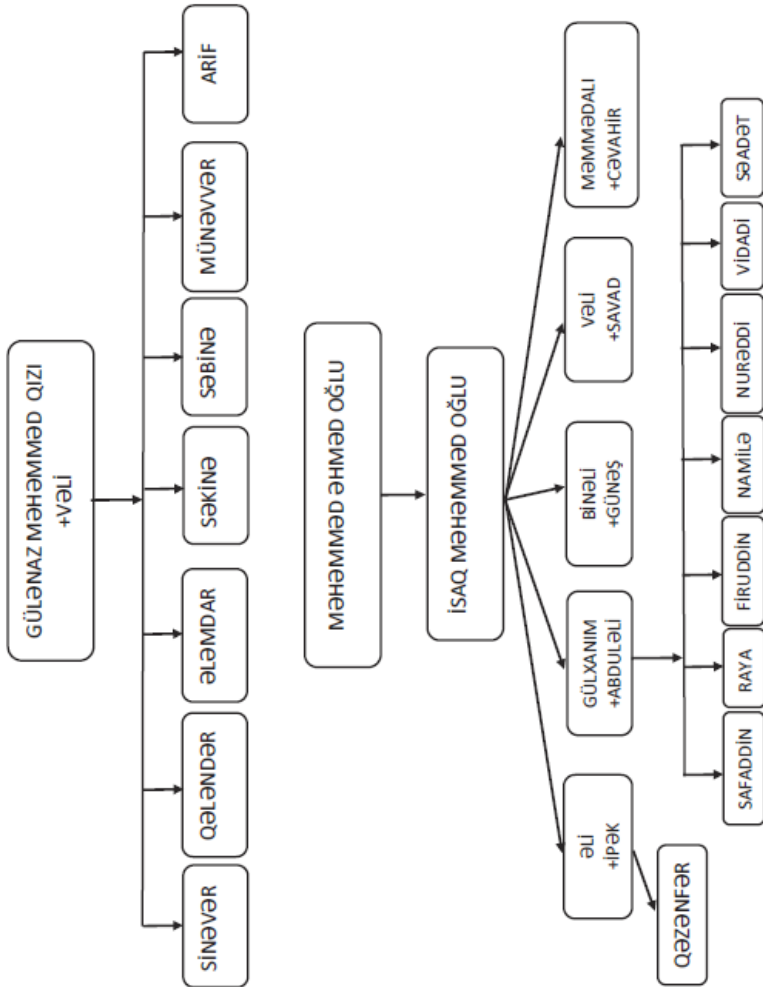 GÜLƏNAZ MƏHƏMMƏD QIZI
+VƏLİ
SİNƏVƏR
QƏLƏNDƏR
ƏLƏMDAR
SƏKİNƏ
SƏBİNƏ
MÜNƏVVƏR
ARİF
MƏHƏMMƏD ƏHMƏD OĞLU
İSAQ MƏHƏMMƏD OĞLU
ƏLİ
+İPƏK
GÜLXANIM
+ABDULƏLİ
BİNƏLİ
+GÜNƏŞ
VƏLİ
+SAVAD
MƏMMƏDALI
+CƏVAHİR
QƏZƏNFƏR
SAFADDİN
RAYA
FİRUDDİN
NAMİLƏ
NURƏDDİ
VİDADİ
SƏADƏT